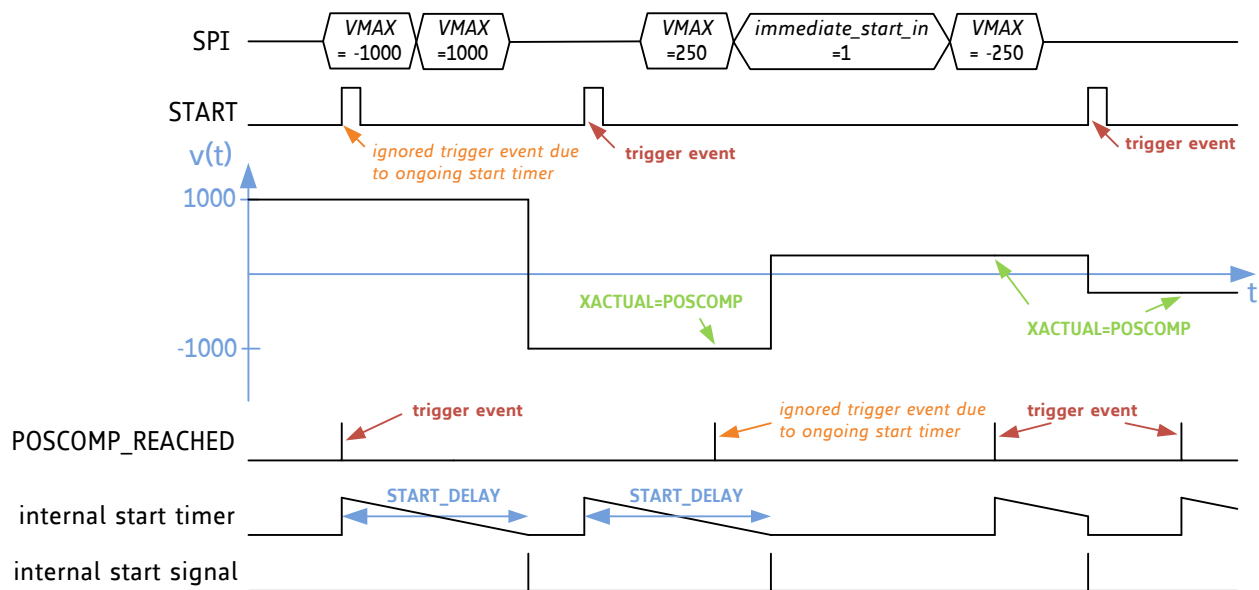 SPI
VMAX
= -1000
VMAX
=1000
VMAX
=250
immediate_start_in
=1
VMAX
= -250
START
ignored trigger event due
to ongoing start timer
trigger event
trigger event
v(t)
1000
XACTUAL=POSCOMP
t
XACTUAL=POSCOMP
-1000
trigger event
ignored trigger event due
to ongoing start timer
trigger event
POSCOMP_REACHED
START_DELAY
START_DELAY
internal start timer
internal start signal